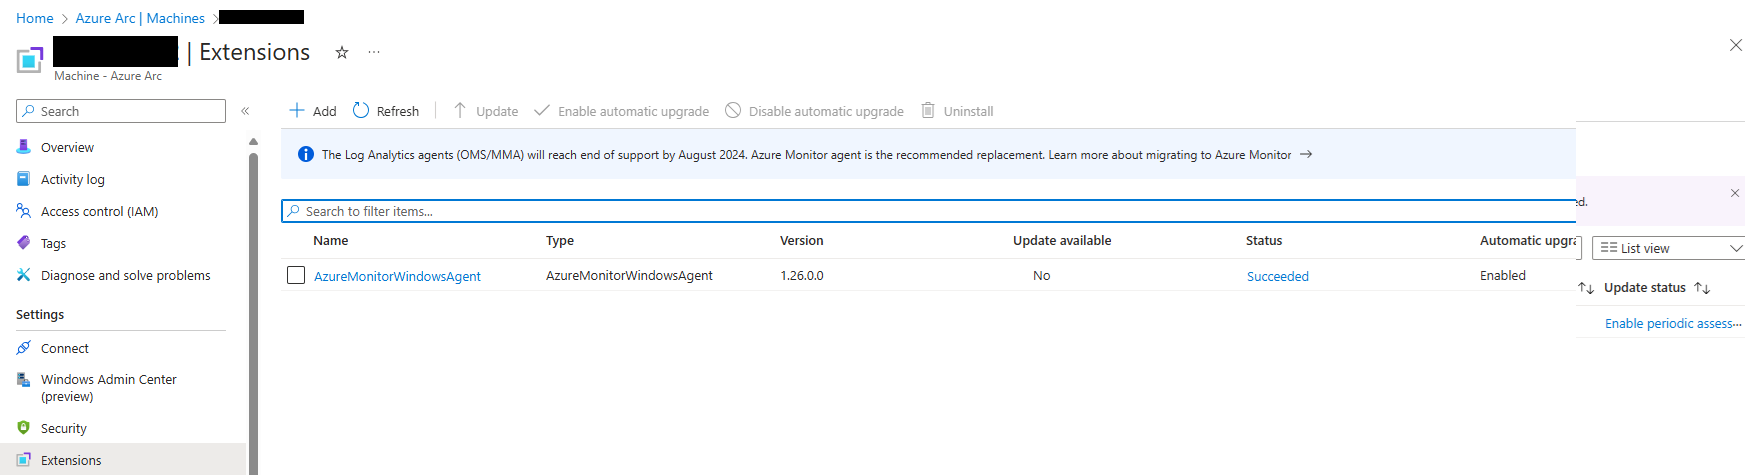 Home > Azure Arc | Machines >
| Extensions ☆ ...
Machine - Azure Arc
Search «
+ Add Refresh Update Enable automatic upgrade Disable automatic upgrade Uninstall
Overview
Activity log
Access control (IAM)
Tags
Diagnose and solve problems
Settings
Connect
Windows Admin Center
(preview)
Security
Extensions
The Log Analytics agents (OMS/MMA) will reach end of support by August 2024. Azure Monitor agent is the recommended replacement. Learn more about migrating to Azure Monitor →
Search to filter items...
Name Type Version Update available Status Automatic upgra
AzureMonitorWindowsAgent AzureMonitorWindowsAgent 1.26.0.0 No Succeeded Enabled
ed.
List view
Update status
Enable periodic assess...